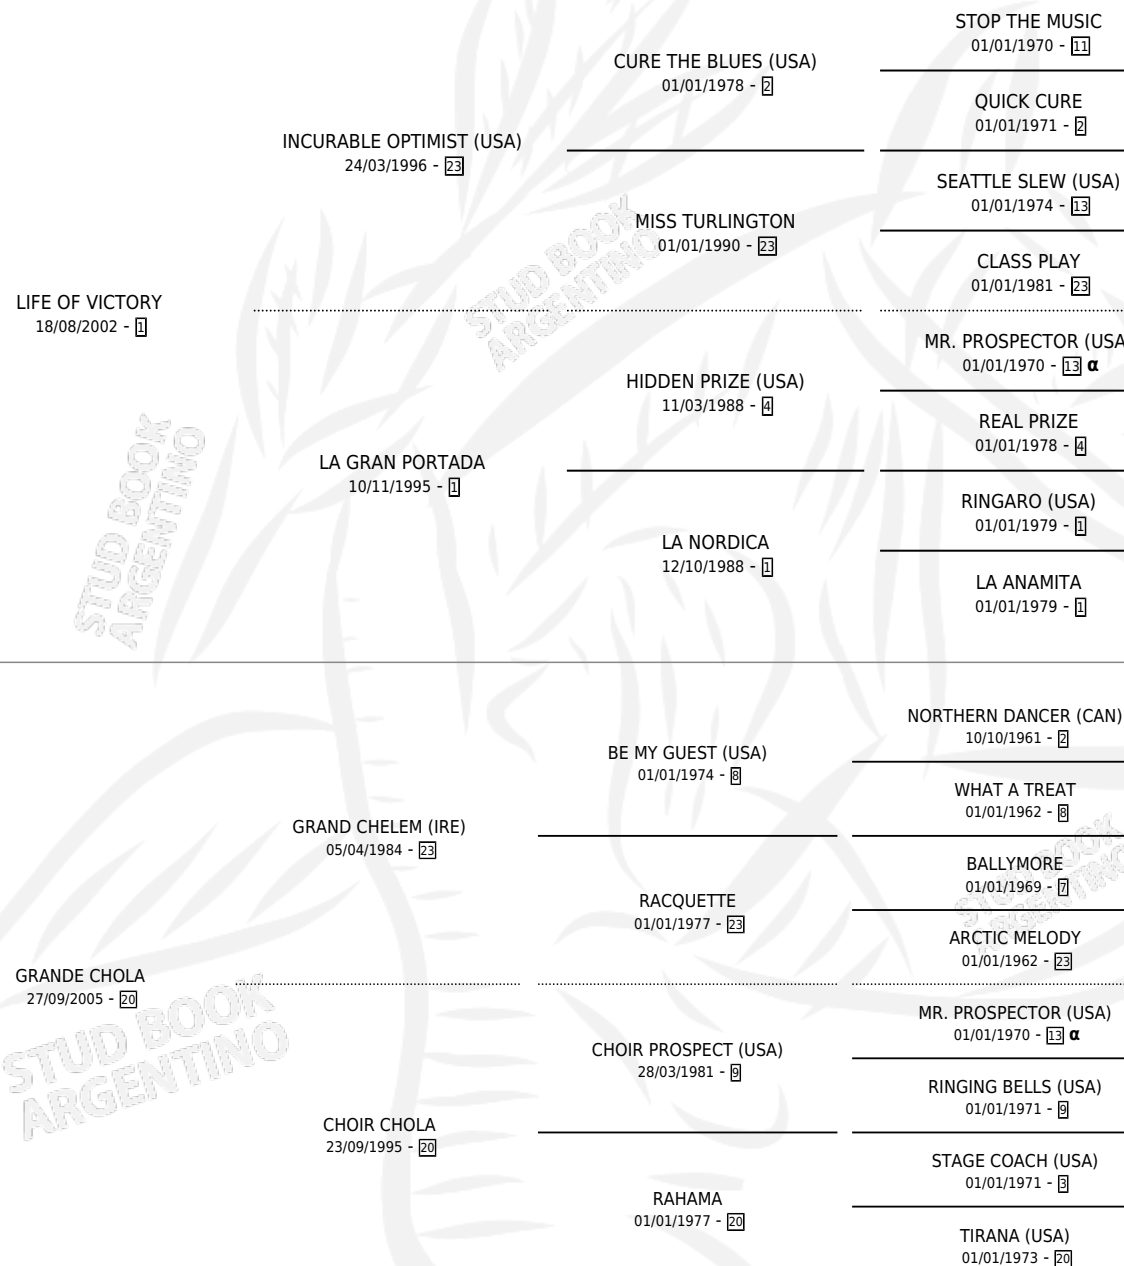 STOP THE MUSIC
01/01/1970 - 11
CURE THE BLUES (USA)
01/01/1978 - 2
QUICK CURE
01/01/1971 - 2
INCURABLE OPTIMIST (USA)
24/03/1996 - 23
SEATTLE SLEW (USA)
01/01/1974 - 13
MISS TURLINGTON
01/01/1990 - 23
CLASS PLAY
01/01/1981 - 23
LIFE OF VICTORY
18/08/2002 - 1
MR. PROSPECTOR (USA
01/01/1970 - 13 α
HIDDEN PRIZE (USA)
11/03/1988 - 4
REAL PRIZE
01/01/1978 - 4
LA GRAN PORTADA
10/11/1995 - 1
RINGARO (USA)
01/01/1979 - 1
LA NORDICA
12/10/1988 - 1
LA ANAMITA
01/01/1979 - 1
NORTHERN DANCER (CAN)
10/10/1961 - 2
BE MY GUEST (USA)
01/01/1974 - 8
WHAT A TREAT
01/01/1962 - 8
GRAND CHELEM (IRE)
05/04/1984 - 23
BALLYMORE
01/01/1969 - 7
RACQUETTE
01/01/1977 - 23
ARCTIC MELODY
01/01/1962 - 23
GRANDE CHOLA
27/09/2005 - 20
MR. PROSPECTOR (USA)
01/01/1970 - 13 α
CHOIR PROSPECT (USA)
28/03/1981 - 9
RINGING BELLS (USA)
01/01/1971 - 9
CHOIR CHOLA
23/09/1995 - 20
STAGE COACH (USA)
01/01/1971 - 3
RAHAMA
01/01/1977 - 20
TIRANA (USA)
01/01/1973 - 20
STUD BOOK
ARGENTINO
STUD BOOK
ARGENTINO
STUD BOOK
ARGENTINO
STUD BOOK
ARGENTINO